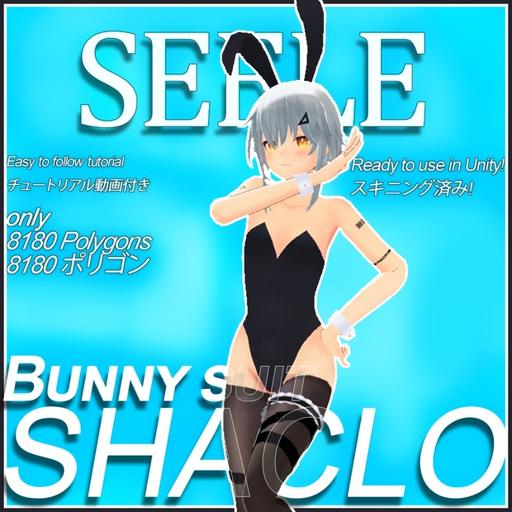 SEELE
Easy to follow tutorial
チュートリアル動画付き
Ready to use in Unity!
スキニング済み!
only
8180 Polygons
8180 ポリゴン
BUNNY SUIT
SHACLO